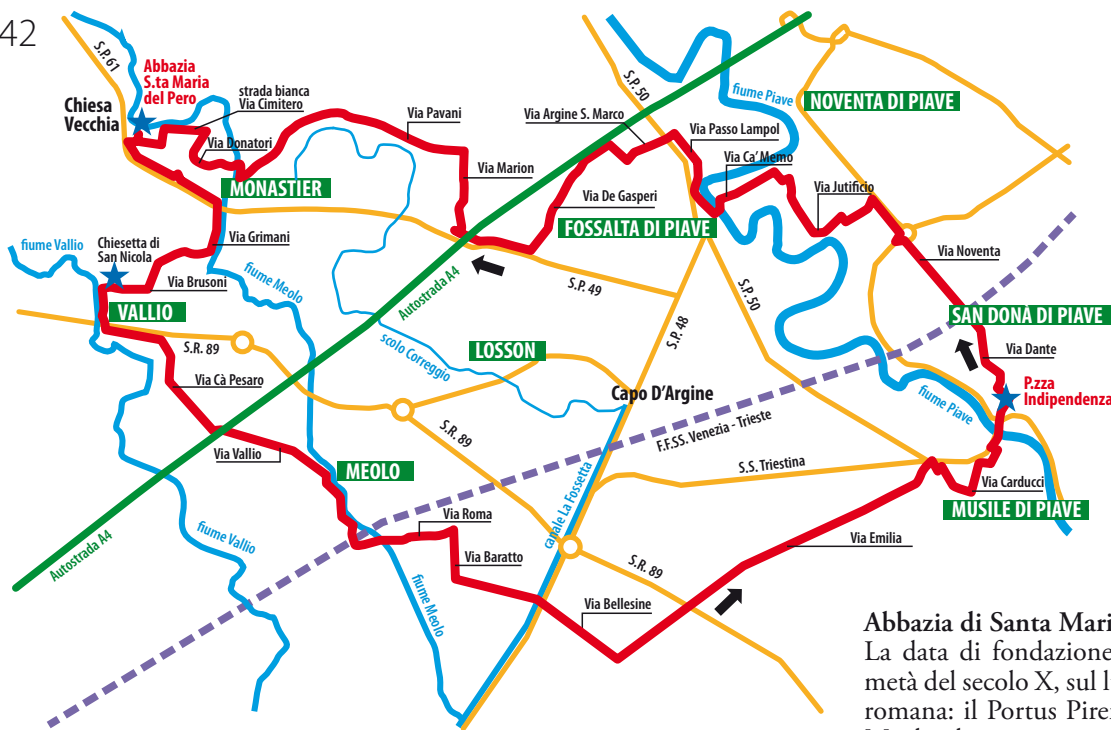 42
S.P. 61
Abbazia
S.ta Maria
del Pero
Chiesa
Vecchia
strada bianca
Via Cimitero
Via Donatori
Via Pavani
Via Marion
MONASTIER
Via Grimani
fiume Vallio
Chiesetta di
San Nicola
Via Brusoni
VALLIO
fiume Meolo
S.R. 89
Via Cà Pesaro
Via Vallio
MEOLO
Autostrada A4
fiume Vallio
Autostrada A4
scolo Correggio
LOSSON
S.R. 89
Via Roma
Via Baratto
fiume Meolo
Via Bellesine
canale La Fossetta
S.R. 89
Via Emilia
Capo D'Argine
F.F.SS. Venezia - Trieste
S.S. Triestina
S.P. 48
S.P. 49
S.P. 50
S.P. 50
Via Argine S. Marco
Via De Gasperi
FOSSALTA DI PIAVE
fiume Piave
Via Passo Lampol
Via Ca' Memo
NOVENTA DI PIAVE
Via Jutificio
Via Noventa
SAN DONÀ DI PIAVE
Via Dante
P.zza
Indipendenza
fiume Piave
Via Carducci
MUSILE DI PIAVE
Abbazia di Santa Mari
La data di fondazione
metà del secolo X, sul l
romana: il Portus Pire